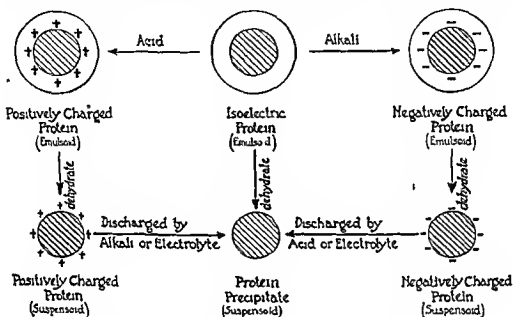 Acid
Alkali
Positively Charged
Protein
(Emulsoid)
Isoelectric
Protein
(Emulsoid)
Negatively Charged
Protein
(Emulsoid)
dehydrate
dehydrate
dehydrate
Discharged by
Alkali or Electrolyte
Discharged by
Acid or Electrolyte
Positively Charged
Protein
(Suspensoid)
Protein
Precipitate
(Suspensoid)
Negatively Charged
Protein
(Suspensoid)